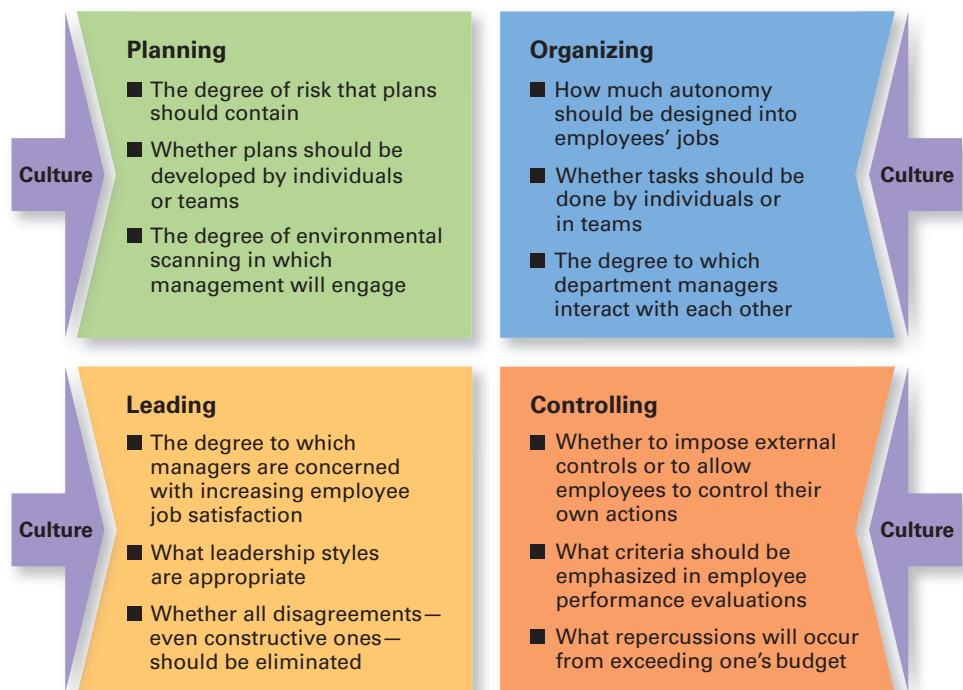 Culture
Planning
■ The degree of risk that plans
should contain
■ Whether plans should be
developed by individuals
or teams
■ The degree of environmental
scanning in which
management will engage
Organizing
■ How much autonomy
should be designed into
employees’ jobs
■ Whether tasks should be
done by individuals or
in teams
■ The degree to which
department managers
interact with each other
Culture
Culture
Leading
■ The degree to which
managers are concerned
with increasing employee
job satisfaction
■ What leadership styles
are appropriate
■ Whether all disagreements—
even constructive ones—
should be eliminated
Controlling
■ Whether to impose external
controls or to allow
employees to control their
own actions
■ What criteria should be
emphasized in employee
performance evaluations
■ What repercussions will occur
from exceeding one’s budget
Culture